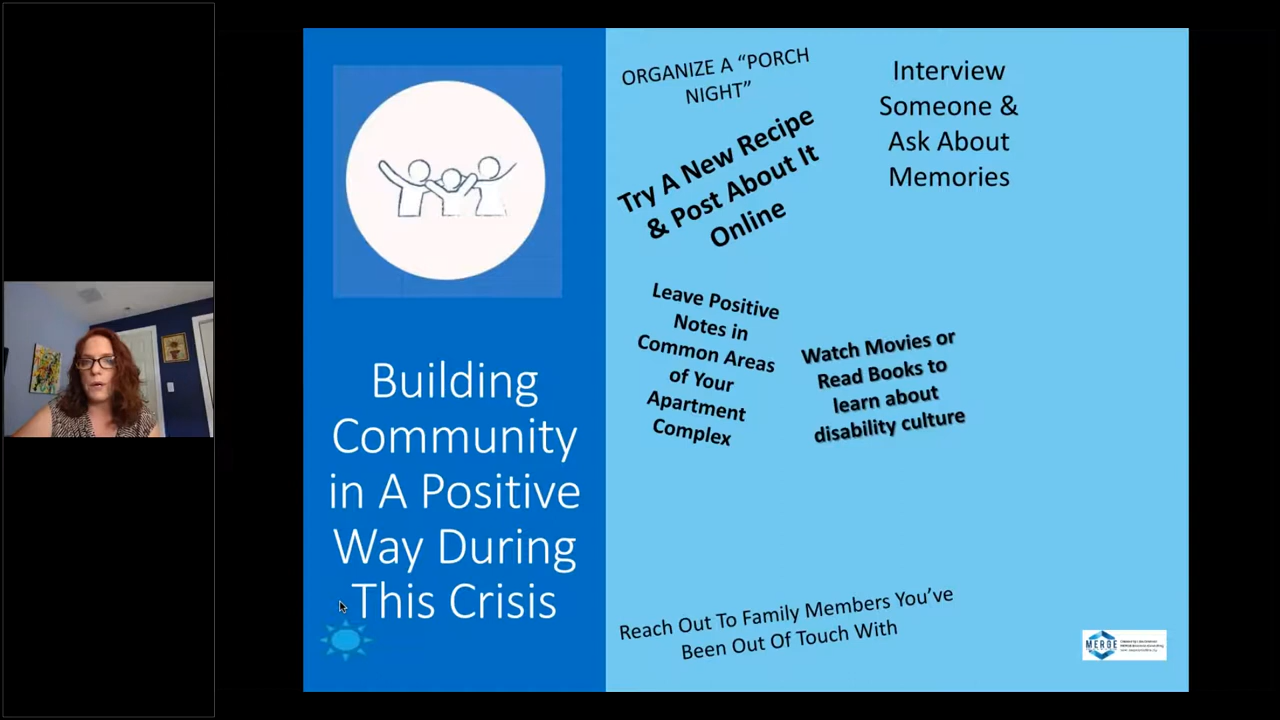 Building
Community
in A Positive
Way During
This Crisis
ORGANIZE A “PORCH
NIGHT”
Try A New Recipe
& Post About It
Online
Interview
Someone &
Ask About
Memories
Leave Positive
Notes in
Common Areas
of Your
Apartment
Complex
Watch Movies or
Read Books to
learn about
disability culture
Reach Out To Family Members You’ve
Been Out Of Touch With
MERGE